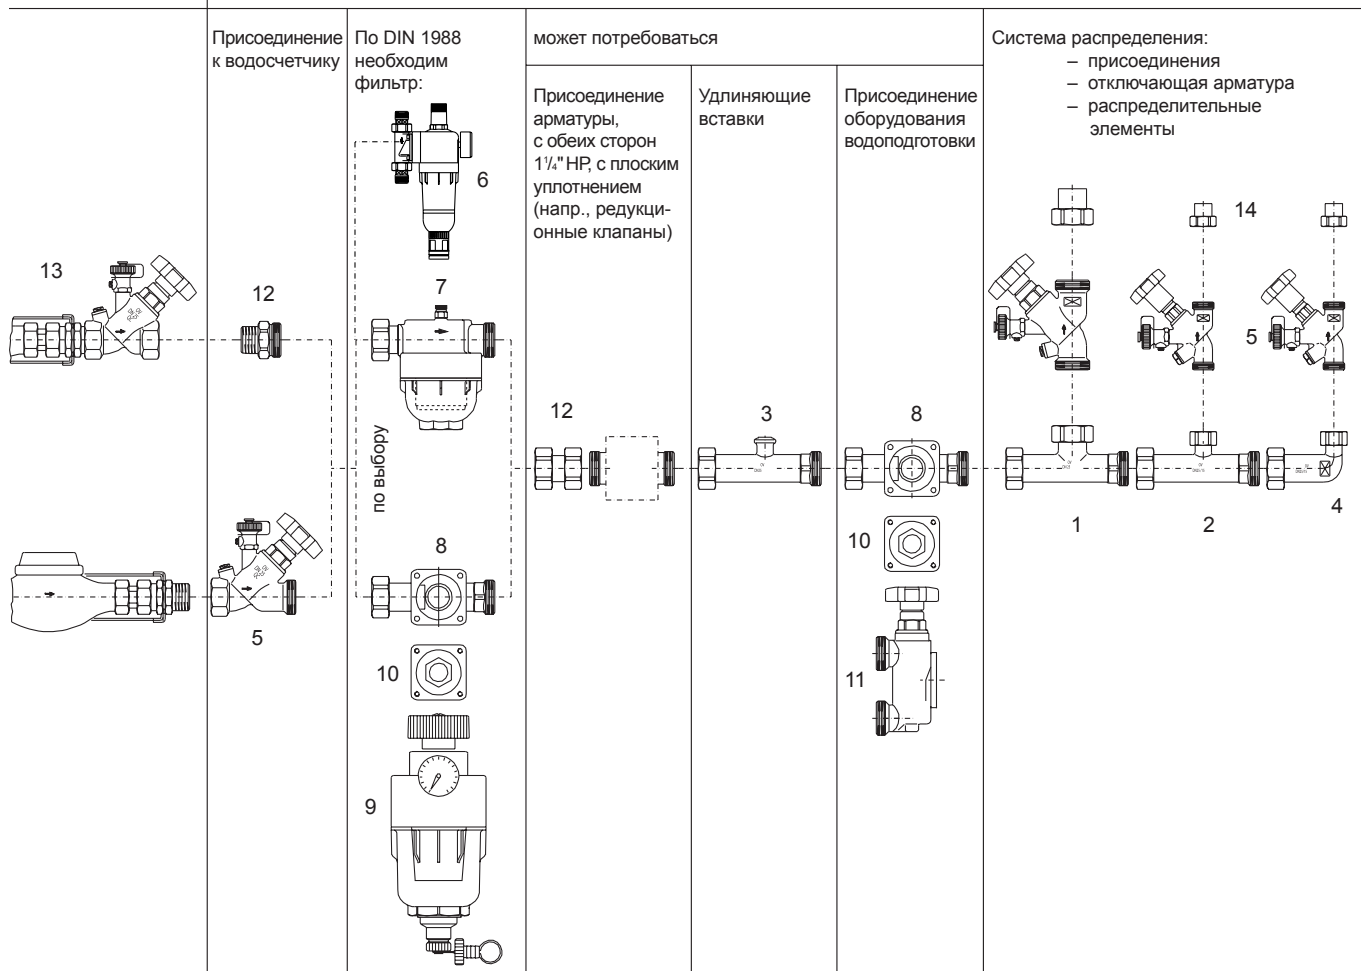 Присоединение
к водосчетчику
По DIN 1988
необходим
фильтр:
может потребоваться
Присоединение
арматуры,
с обеих сторон
1¼" НР, с плоским
уплотнением
(напр., редукци-
онные клапаны)
Удлиняющие
вставки
Присоединение
оборудования
водоподготовки
Система распределения:
– присоединения
– отключающая арматура
– распределительные
элементы
6
14
13
12
7
5
12
3
8
по выбору
1
2
4
8
10
5
10
11
9